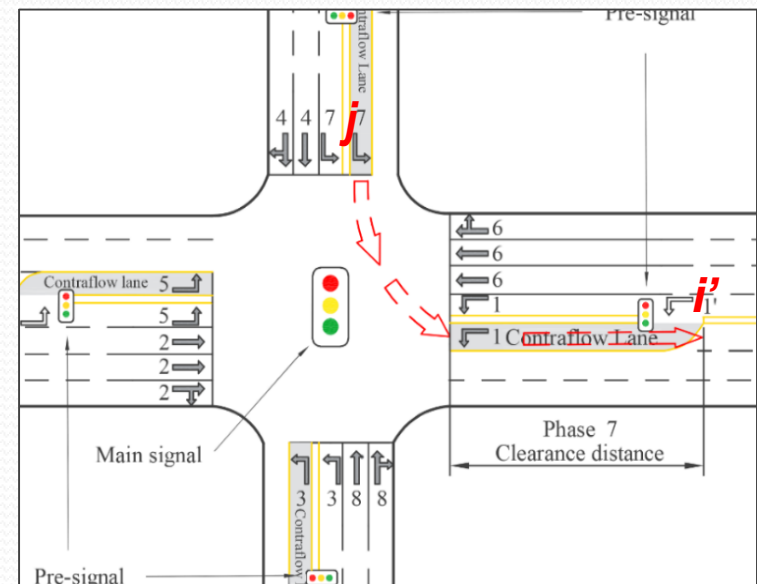 Pre-signal
Contraflow Lane
4 4 7 7
j
6
6
6
1
i’
1'
1 Contraflow Lane
Contraflow lane 5
5
2
2
2
Phase 7
Clearance distance
Main signal
3 3 8 8
Contraflow
Pre-signal